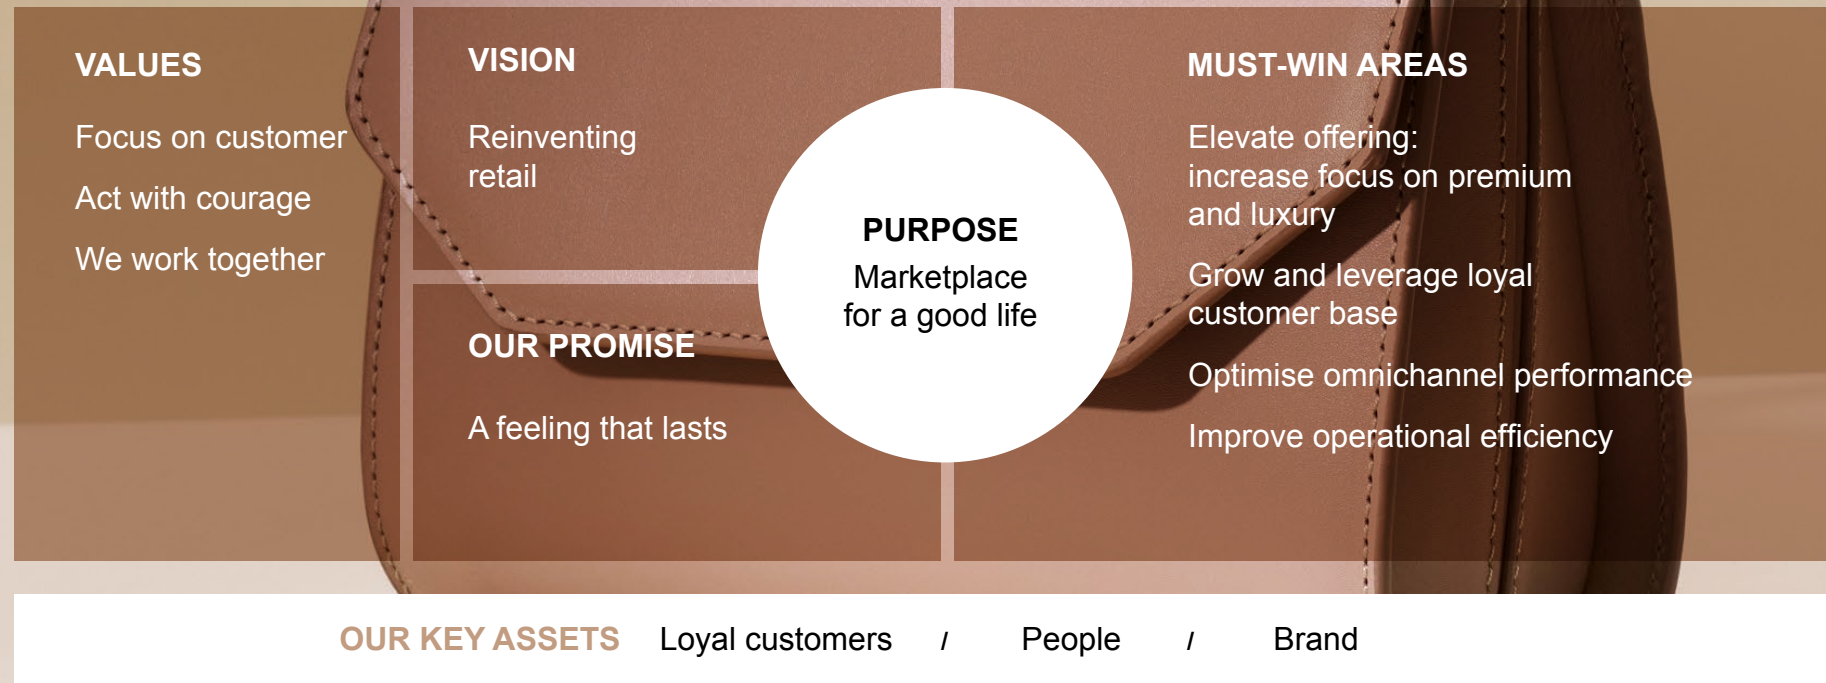 VALUES
Focus on customer
Act with courage
We work together
VISION
Reinventing
retail
OUR PROMISE
A feeling that lasts
PURPOSE
Marketplace
for a good life
MUST-WIN AREAS
Elevate offering:
increase focus on premium
and luxury
Grow and leverage loyal
customer base
Optimise omnichannel performance
Improve operational efficiency
OUR KEY ASSETS Loyal customers / People / Brand